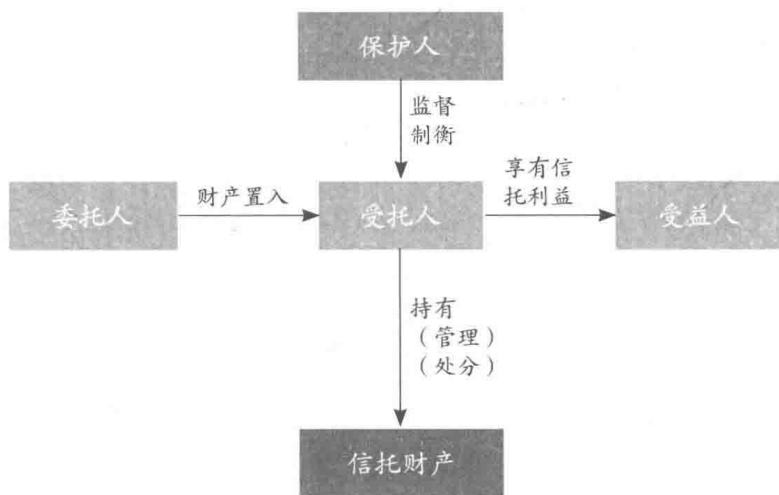 保护人
监督
制衡
委托人
财产置入
受托人
享有信
托利益
受益人
持有
（管理）
（处分）
信托财产